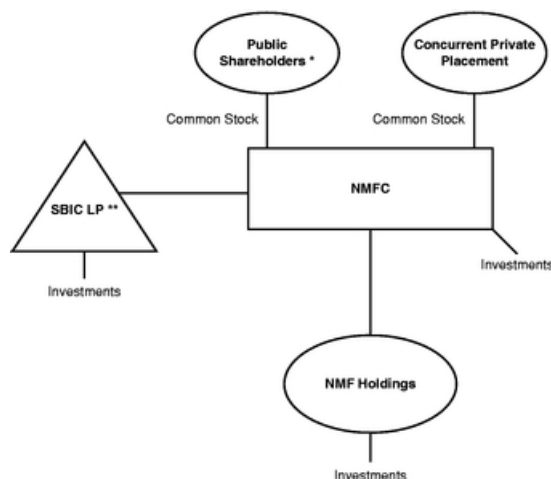 Public
Shareholders *
Concurrent Private
Placement
Common Stock
Common Stock
NMFC
SBIC LP **
Investments
Investments
NMF Holdings
Investments